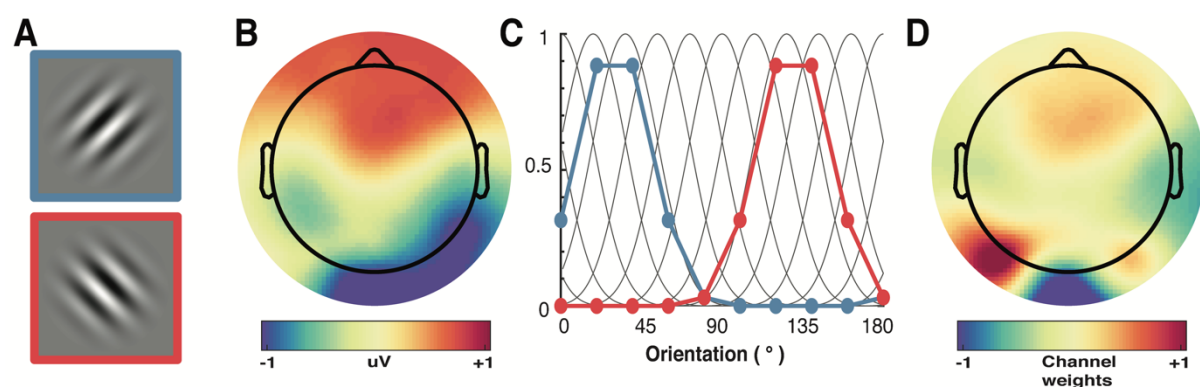 A
B
C
D
1
0.5
0
0
45
90
135
180
Orientation ( ° )
-1
uV
+1
-1
Channel
weights
+1